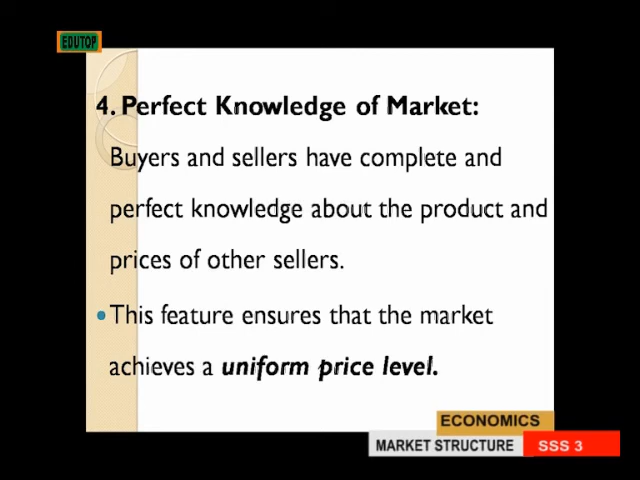 EDUTOP
4. Perfect Knowledge of Market:
Buyers and sellers have complete and
perfect knowledge about the product and
prices of other sellers.
•This feature ensures that the market
achieves a uniform price level.
ECONOMICS
MARKET STRUCTURE SSS 3